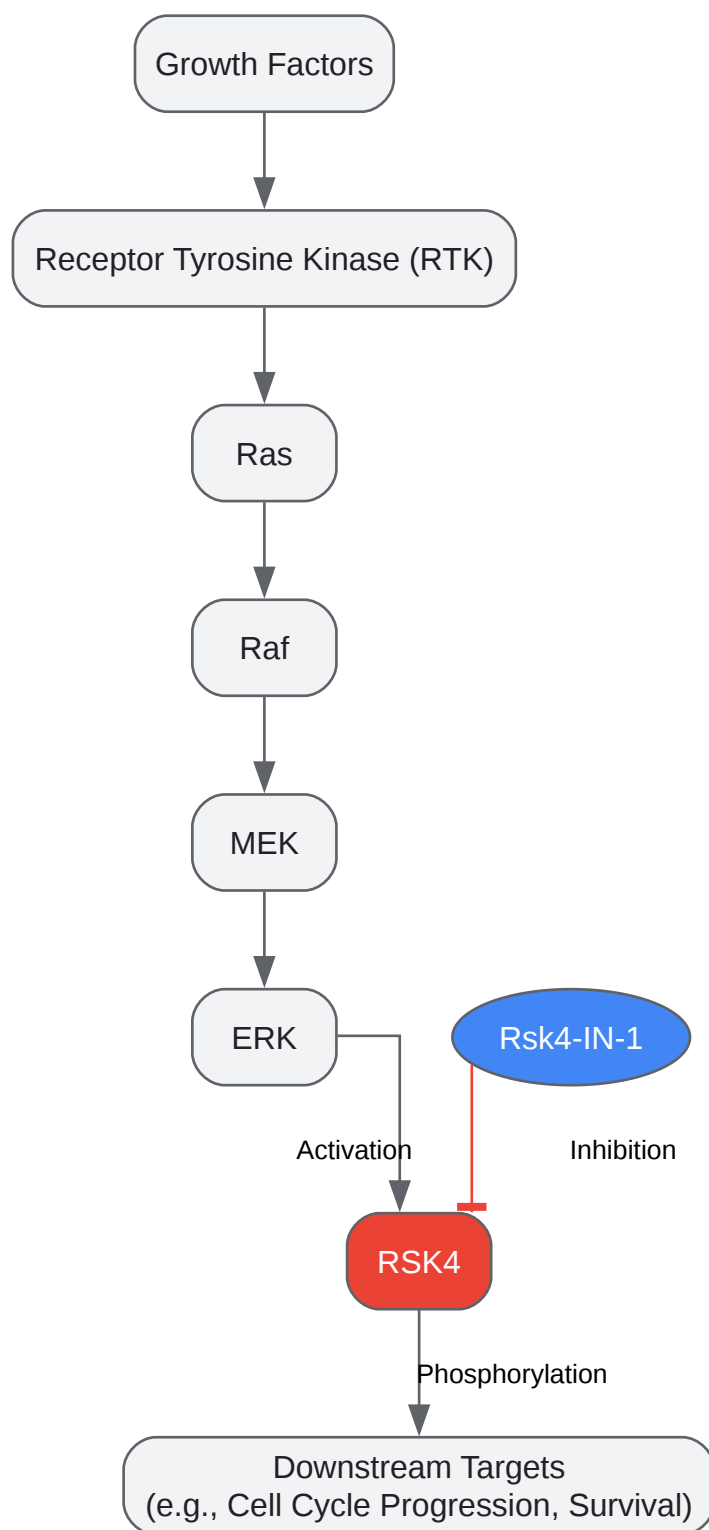 Growth Factors
Receptor Tyrosine Kinase (RTK)
Ras
Raf
MEK
ERK
Rsk4-IN-1
Activation
Inhibition
RSK4
Phosphorylation
Downstream Targets
(e.g., Cell Cycle Progression, Survival)